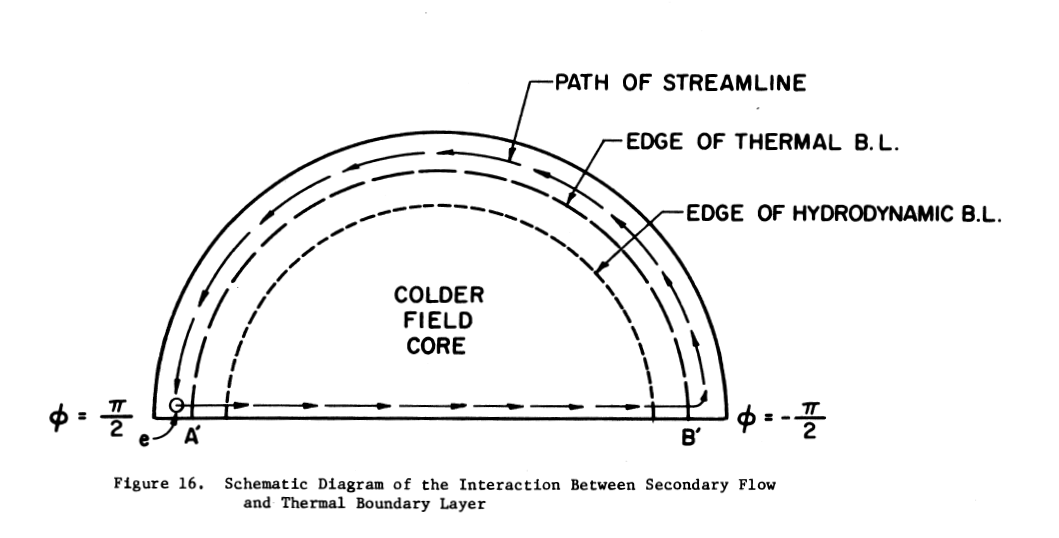 PATH OF STREAMLINE
EDGE OF THERMAL B.L.
EDGE OF HYDRODYNAMIC B.L.
COLDER
FIELD
CORE
ϕ = π/2
e
A′
B′
ϕ = -π/2
Figure 16. Schematic Diagram of the Interaction Between Secondary Flow
and Thermal Boundary Layer